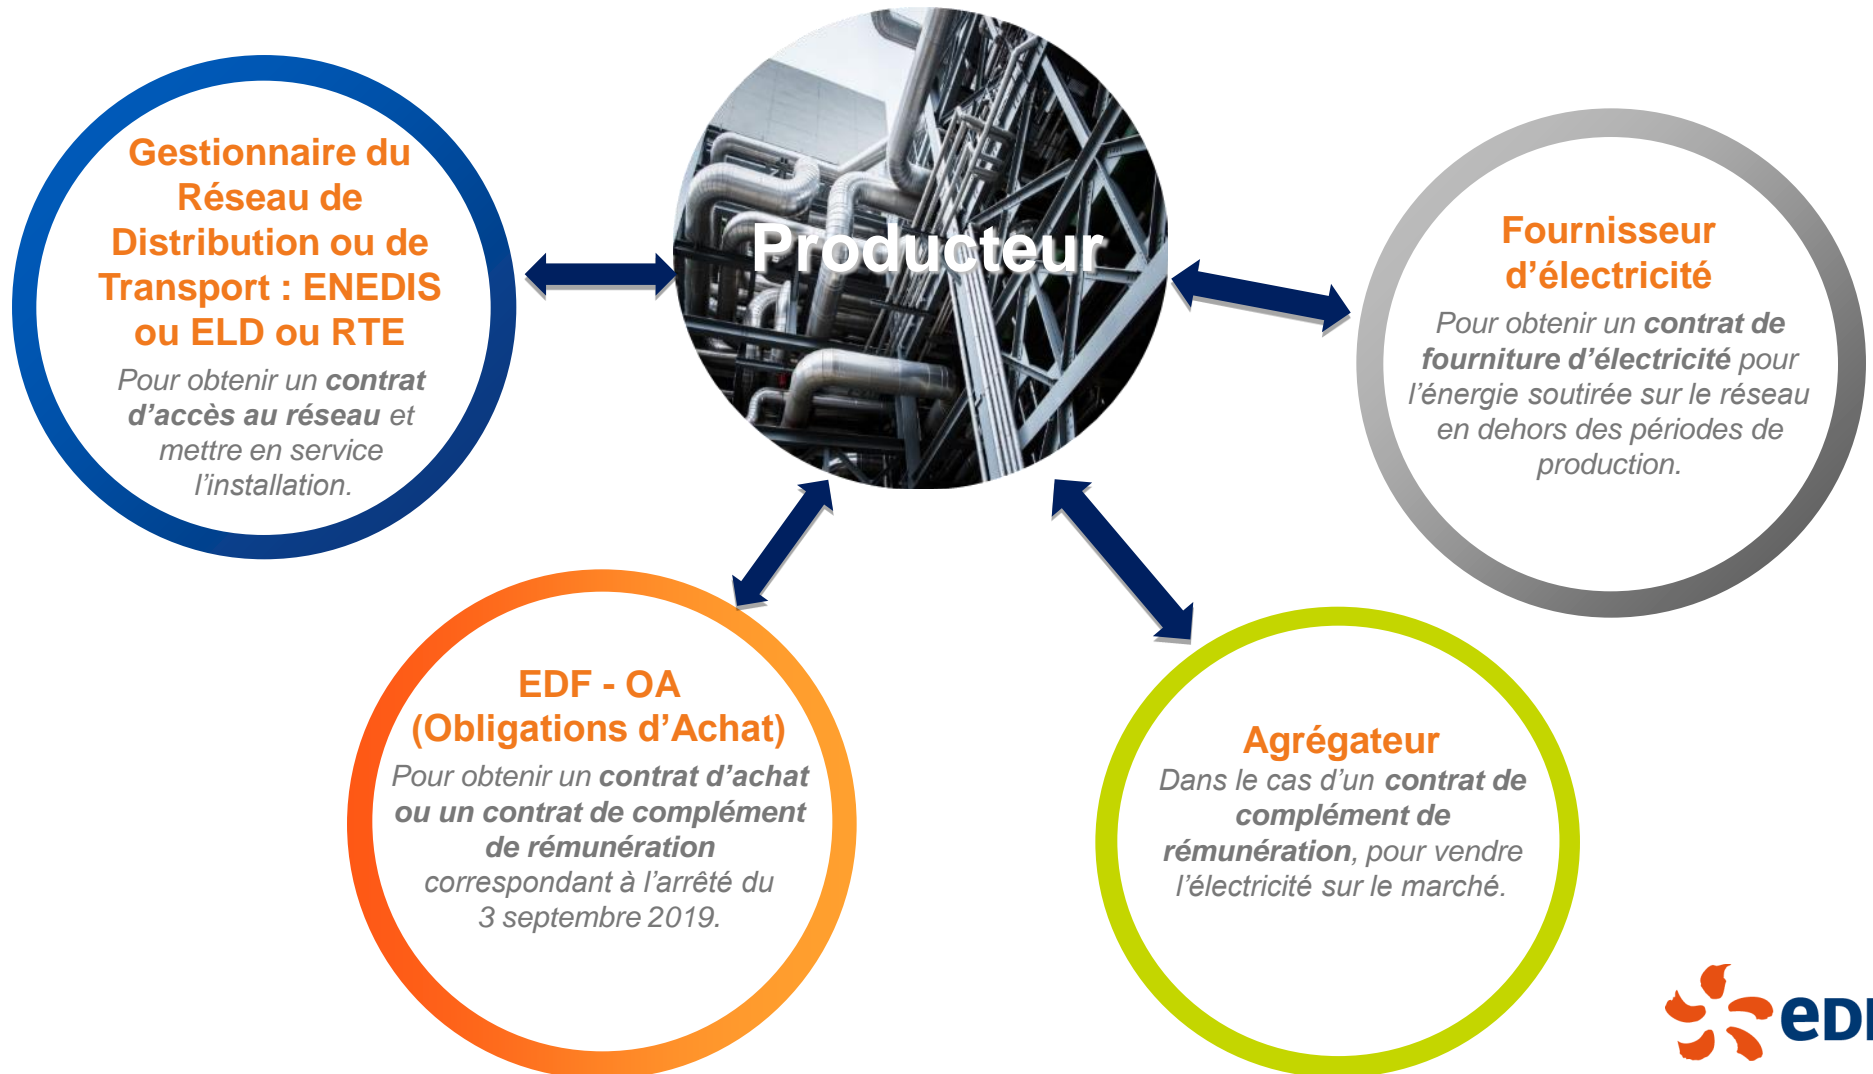 Producteur
Gestionnaire du
Réseau de
Distribution ou de
Transport : ENEDIS
ou ELD ou RTE
Pour obtenir un contrat
d’accès au réseau et
mettre en service
l’installation.
Fournisseur
d’électricité
Pour obtenir un contrat de
fourniture d’électricité pour
l’énergie soutirée sur le réseau
en dehors des périodes de
production.
EDF - OA
(Obligations d’Achat)
Pour obtenir un contrat d’achat
ou un contrat de complément
de rémunération
correspondant à l’arrêté du
3 septembre 2019.
Agrégateur
Dans le cas d’un contrat de
complément de
rémunération, pour vendre
l’électricité sur le marché.
eDF